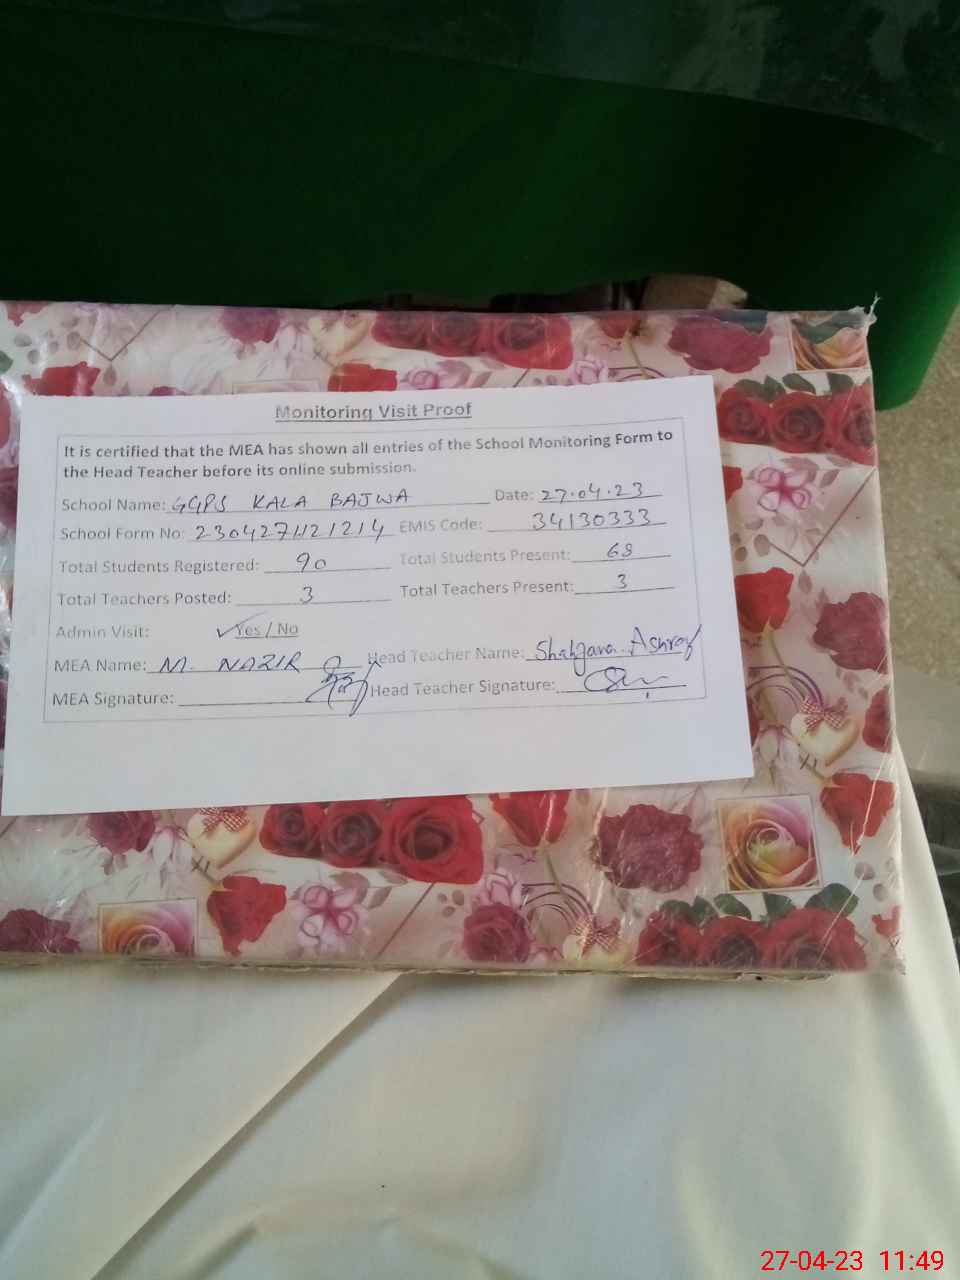 Monitoring Visit Proof
It is certified that the MEA has shown all entries of the School Monitoring Form to
the Head Teacher before its online submission.
School Name: GGPS KALA BAJWA Date: 27.04.23
School Form No: 230427121214 EMIS Code: 34130333
Total Students Registered: 90 Total Students Present: 68
Total Teachers Posted: 3 Total Teachers Present: 3
Admin Visit: ✓ Yes / No
MEA Name: M. NAZIR Head Teacher Name: Ashraf
MEA Signature: Head Teacher Signature:
27-04-23 11:49